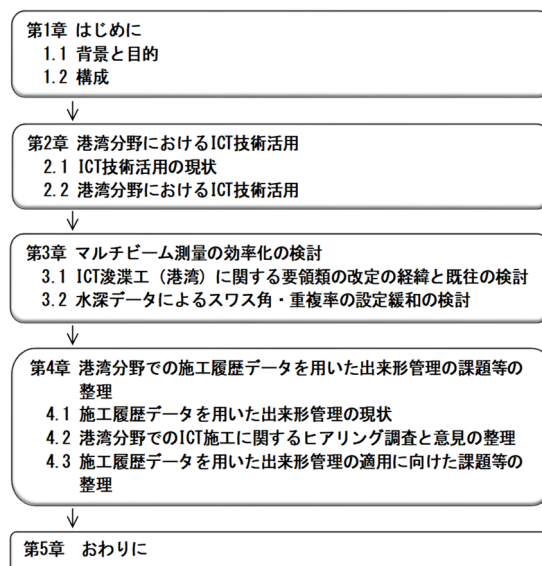 第1章 はじめに
1.1 背景と目的
1.2 構成
第2章 港湾分野におけるICT技術活用
2.1 ICT技術活用の現状
2.2 港湾分野におけるICT技術活用
第3章 マルチビーム測量の効率化の検討
3.1 ICT浚渫工（港湾）に関する要領類の改定の経緯と既往の検討
3.2 水深データによるスワス角・重複率の設定緩和の検討
第4章 港湾分野での施工履歴データを用いた出来形管理の課題等の
整理
4.1 施工履歴データを用いた出来形管理の現状
4.2 港湾分野でのICT施工に関するヒアリング調査と意見の整理
4.3 施工履歴データを用いた出来形管理の適用に向けた課題等の
整理
第5章 おわりに